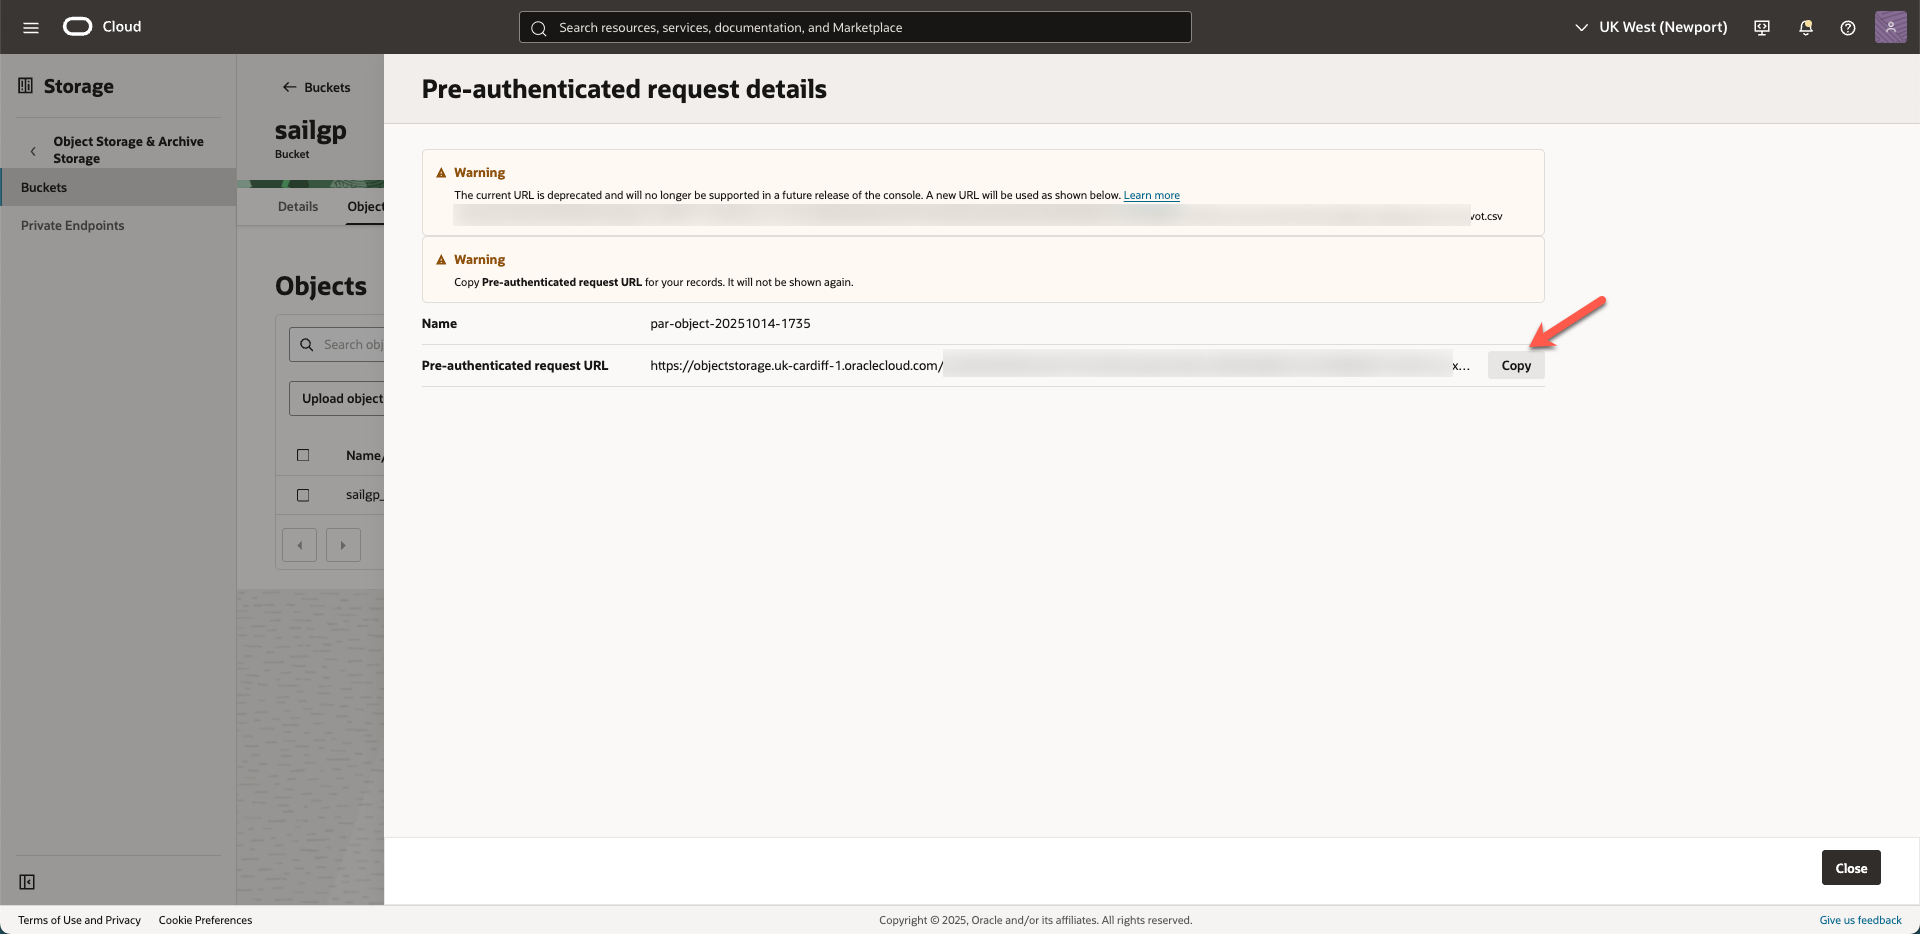 Cloud
Search resources, services, documentation, and Marketplace
UK West (Newport)
Storage
Object Storage & Archive
Storage
Buckets
Private Endpoints
Buckets
sailgp
Bucket
Details
Object
Objects
Search obj
Upload object
Name/
sailgp_
Pre-authenticated request details
Warning
The current URL is deprecated and will no longer be supported in a future release of the console. A new URL will be used as shown below. Learn more
vot.csv
Warning
Copy Pre-authenticated request URL for your records. It will not be shown again.
Name par-object-20251014-1735
Pre-authenticated request URL https://objectstorage.uk-cardiff-1.oraclecloud.com/ x... Copy
Close
Terms of Use and Privacy Cookie Preferences Copyright © 2025, Oracle and/or its affiliates. All rights reserved. Give us feedback